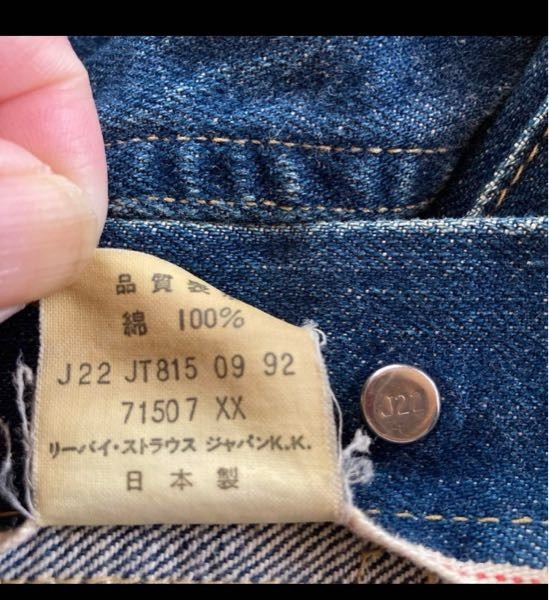 品質表
綿 100%
J22 JT815 09 92
71507 XX
リーバイ・ストラウス ジャパンK.K.
日本製
J22